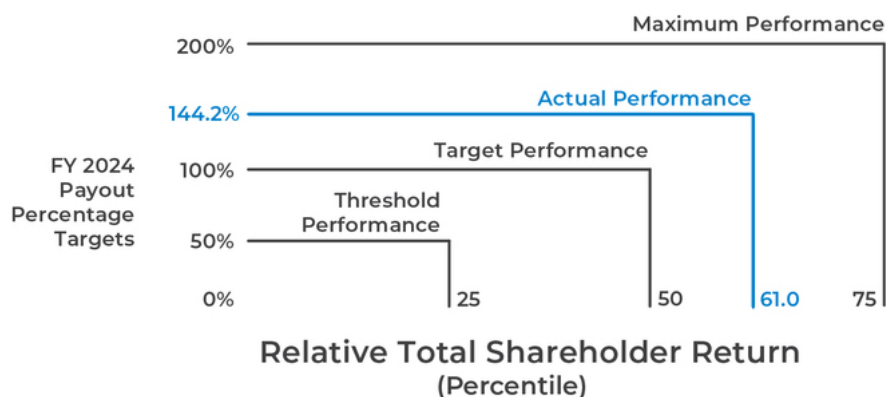 Maximum Performance
200%
Actual Performance
144.2%
Target Performance
100%
FY 2024
Payout
Percentage
Targets
Threshold
Performance
50%
0%
25
50
61.0
75
Relative Total Shareholder Return
(Percentile)